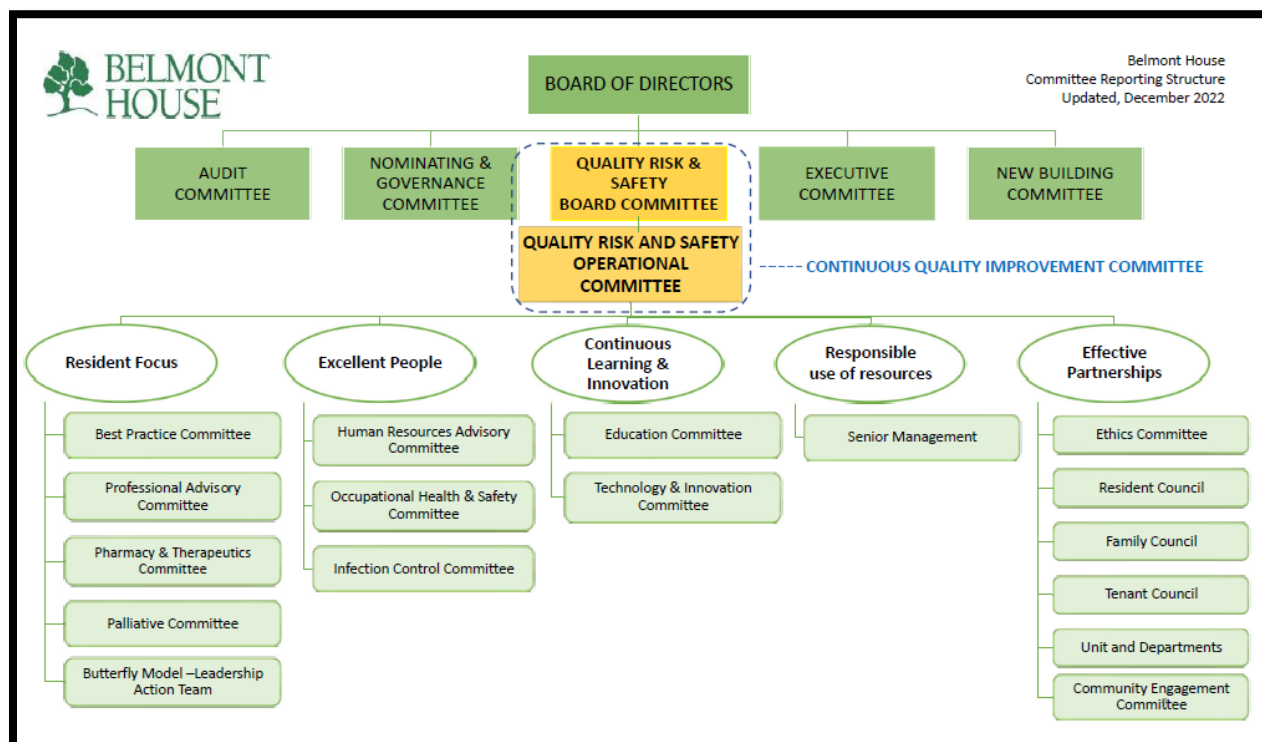 BELMONT
HOUSE
BOARD OF DIRECTORS
Belmont House
Committee Reporting Structure
Updated, December 2022
AUDIT
COMMITTEE
NOMINATING &
GOVERNANCE
COMMITTEE
QUALITY RISK &
SAFETY
BOARD COMMITTEE
EXECUTIVE
COMMITTEE
NEW BUILDING
COMMITTEE
QUALITY RISK AND SAFETY
OPERATIONAL
COMMITTEE
CONTINUOUS QUALITY IMPROVEMENT COMMITTEE
Resident Focus
Best Practice Committee
Professional Advisory
Committee
Pharmacy & Therapeutics
Committee
Palliative Committee
Butterfly Model –Leadership
Action Team
Excellent People
Human Resources Advisory
Committee
Occupational Health & Safety
Committee
Infection Control Committee
Continuous
Learning &
Innovation
Education Committee
Technology & Innovation
Committee
Responsible
use of resources
Senior Management
Effective
Partnerships
Ethics Committee
Resident Council
Family Council
Tenant Council
Unit and Departments
Community Engagement
Committee